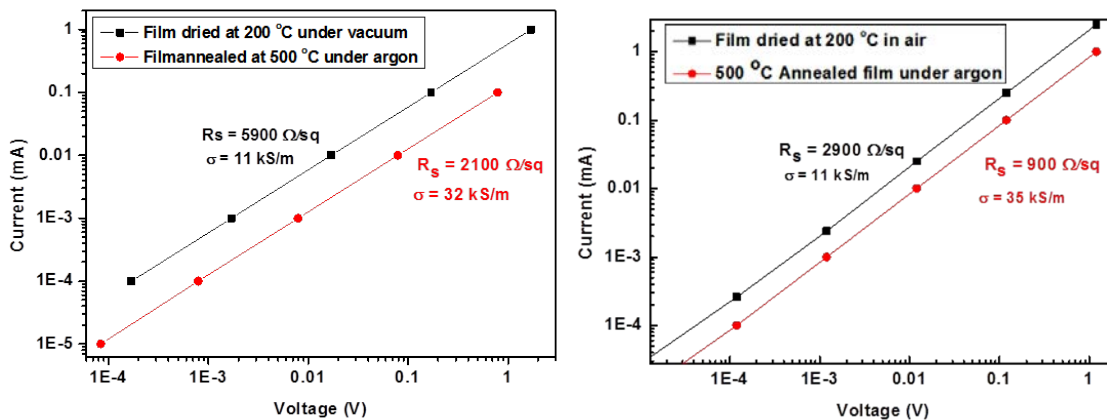 Film dried at 200 °C under vacuum
Filmannealed at 500 °C under argon
Rs = 5900 Ω/sq
σ = 11 kS/m
RS = 2100 Ω/sq
σ = 32 kS/m
Current (mA)
1
0.1
0.01
1E-3
1E-4
1E-5
1E-4
1E-3
0.01
0.1
1
Voltage (V)
Film dried at 200 °C in air
500 °C Annealed film under argon
RS = 2900 Ω/sq
σ = 11 kS/m
RS = 900 Ω/sq
σ = 35 kS/m
Current (mA)
1
0.1
0.01
1E-3
1E-4
1E-4
1E-3
0.01
0.1
1
Voltage (V)